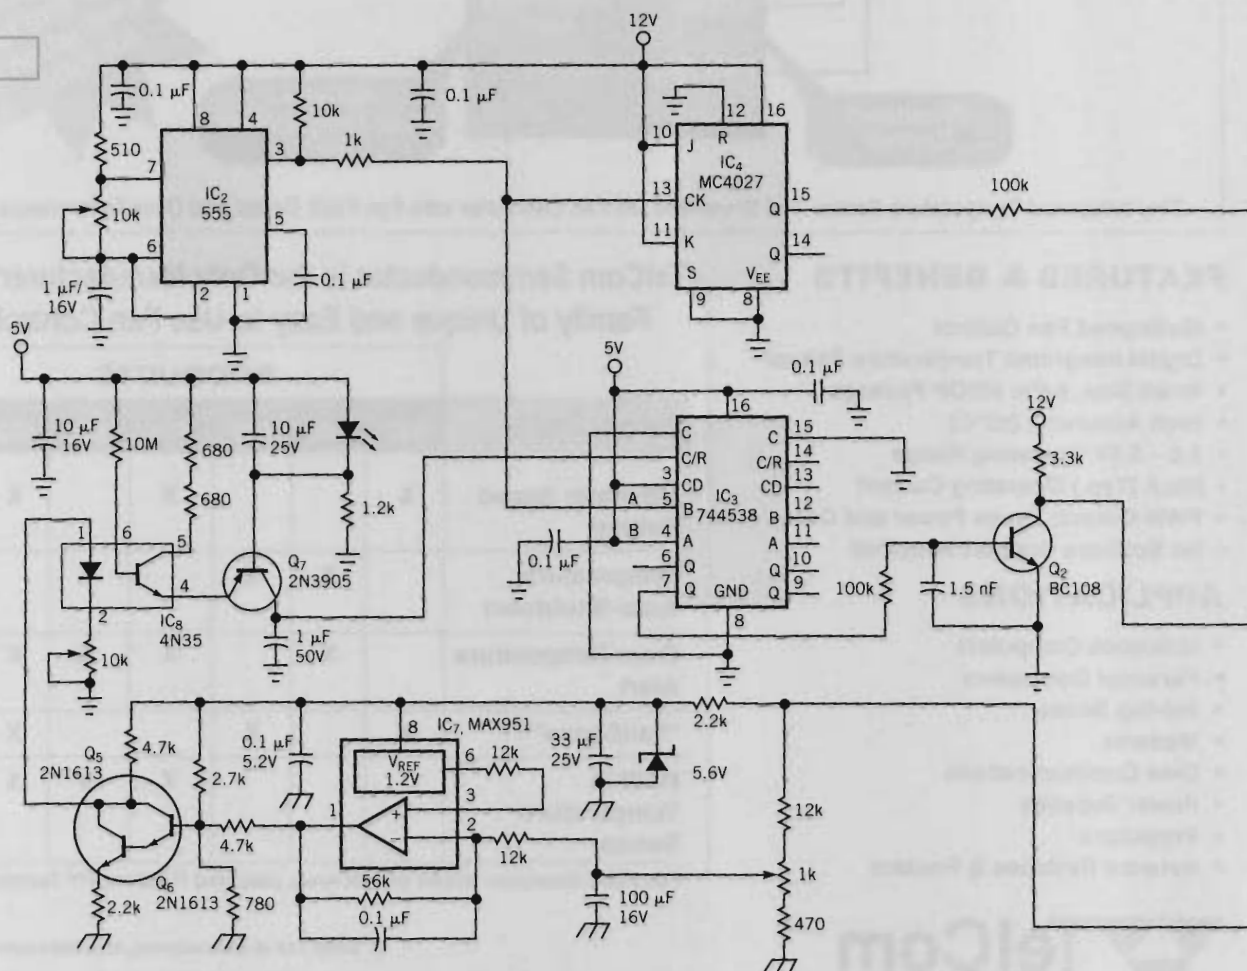 12V
0.1 µF
8
4
10k
0.1 µF
12
16
510
7
3
1k
10
R
J
IC4
MC4027
IC2
555
13
CK
15
Q
100k
10k
5
11
K
6
Q
14
1 µF/
16V
2
1
0.1 µF
S
VEE
9
8
5V
5V
0.1 µF
12V
16
10 µF
16V
10M
680
10 µF
25V
C
C
15
C/R
C/R
14
3.3k
3
CD
CD
13
680
1.2k
A
5
B
IC3
744538
B
12
1
6
5
B
4
A
A
11
0.1 µF
6
Q
Q
10
Q7
2N3905
4
7
Q
GND
Q
9
100k
1.5 nF
Q2
BC108
2
IC8
4N35
8
1 µF
50V
10k
IC7, MAX951
2.2k
Q5
2N1613
4.7k
2.7k
0.1 µF
5.2V
8
VREF
1.2V
6
12k
33 µF
25V
5.6V
3
1
+
2
−
12k
12k
4.7k
1k
Q6
2N1613
56k
100 µF
16V
2.2k
780
0.1 µF
470